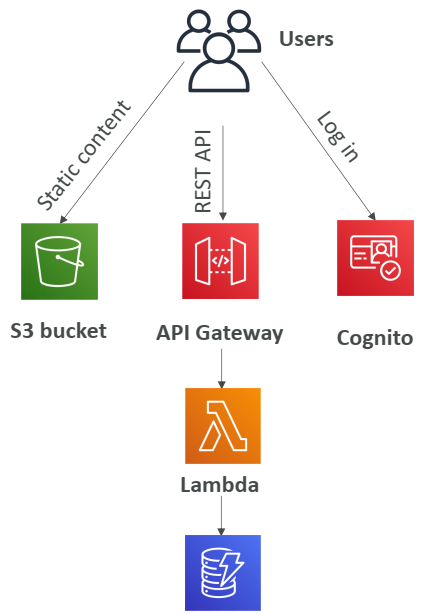 Users
Static content
REST API
Log in
</>
S3 bucket
API Gateway
Cognito
Lambda